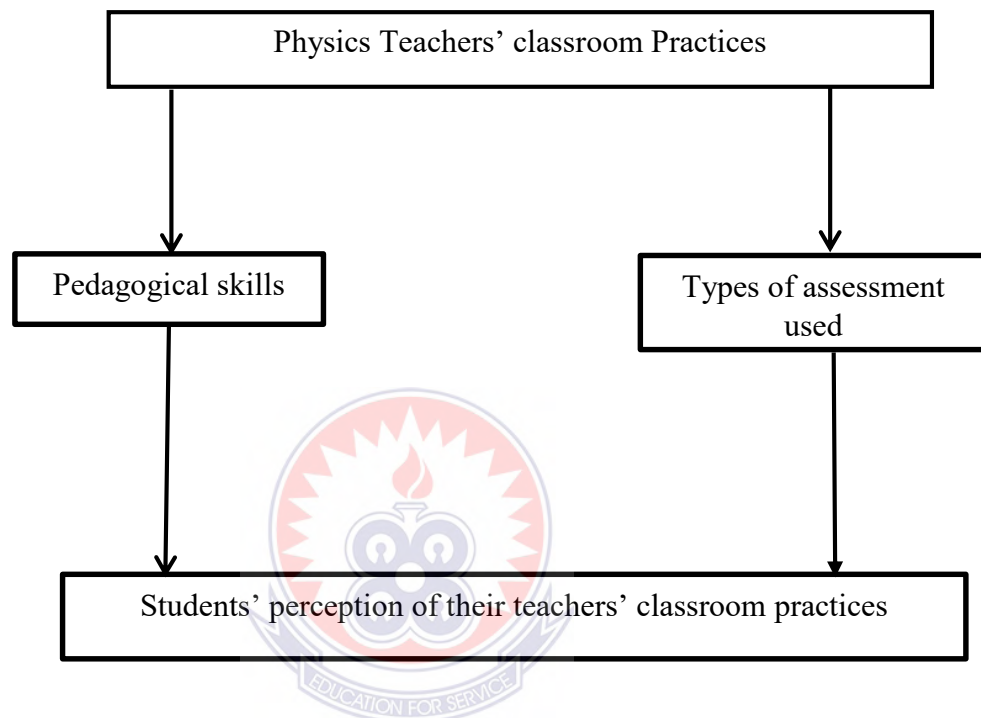 Physics Teachers’ classroom Practices
Pedagogical skills
Types of assessment
used
Students’ perception of their teachers’ classroom practices
EDUCATION FOR SERVICE